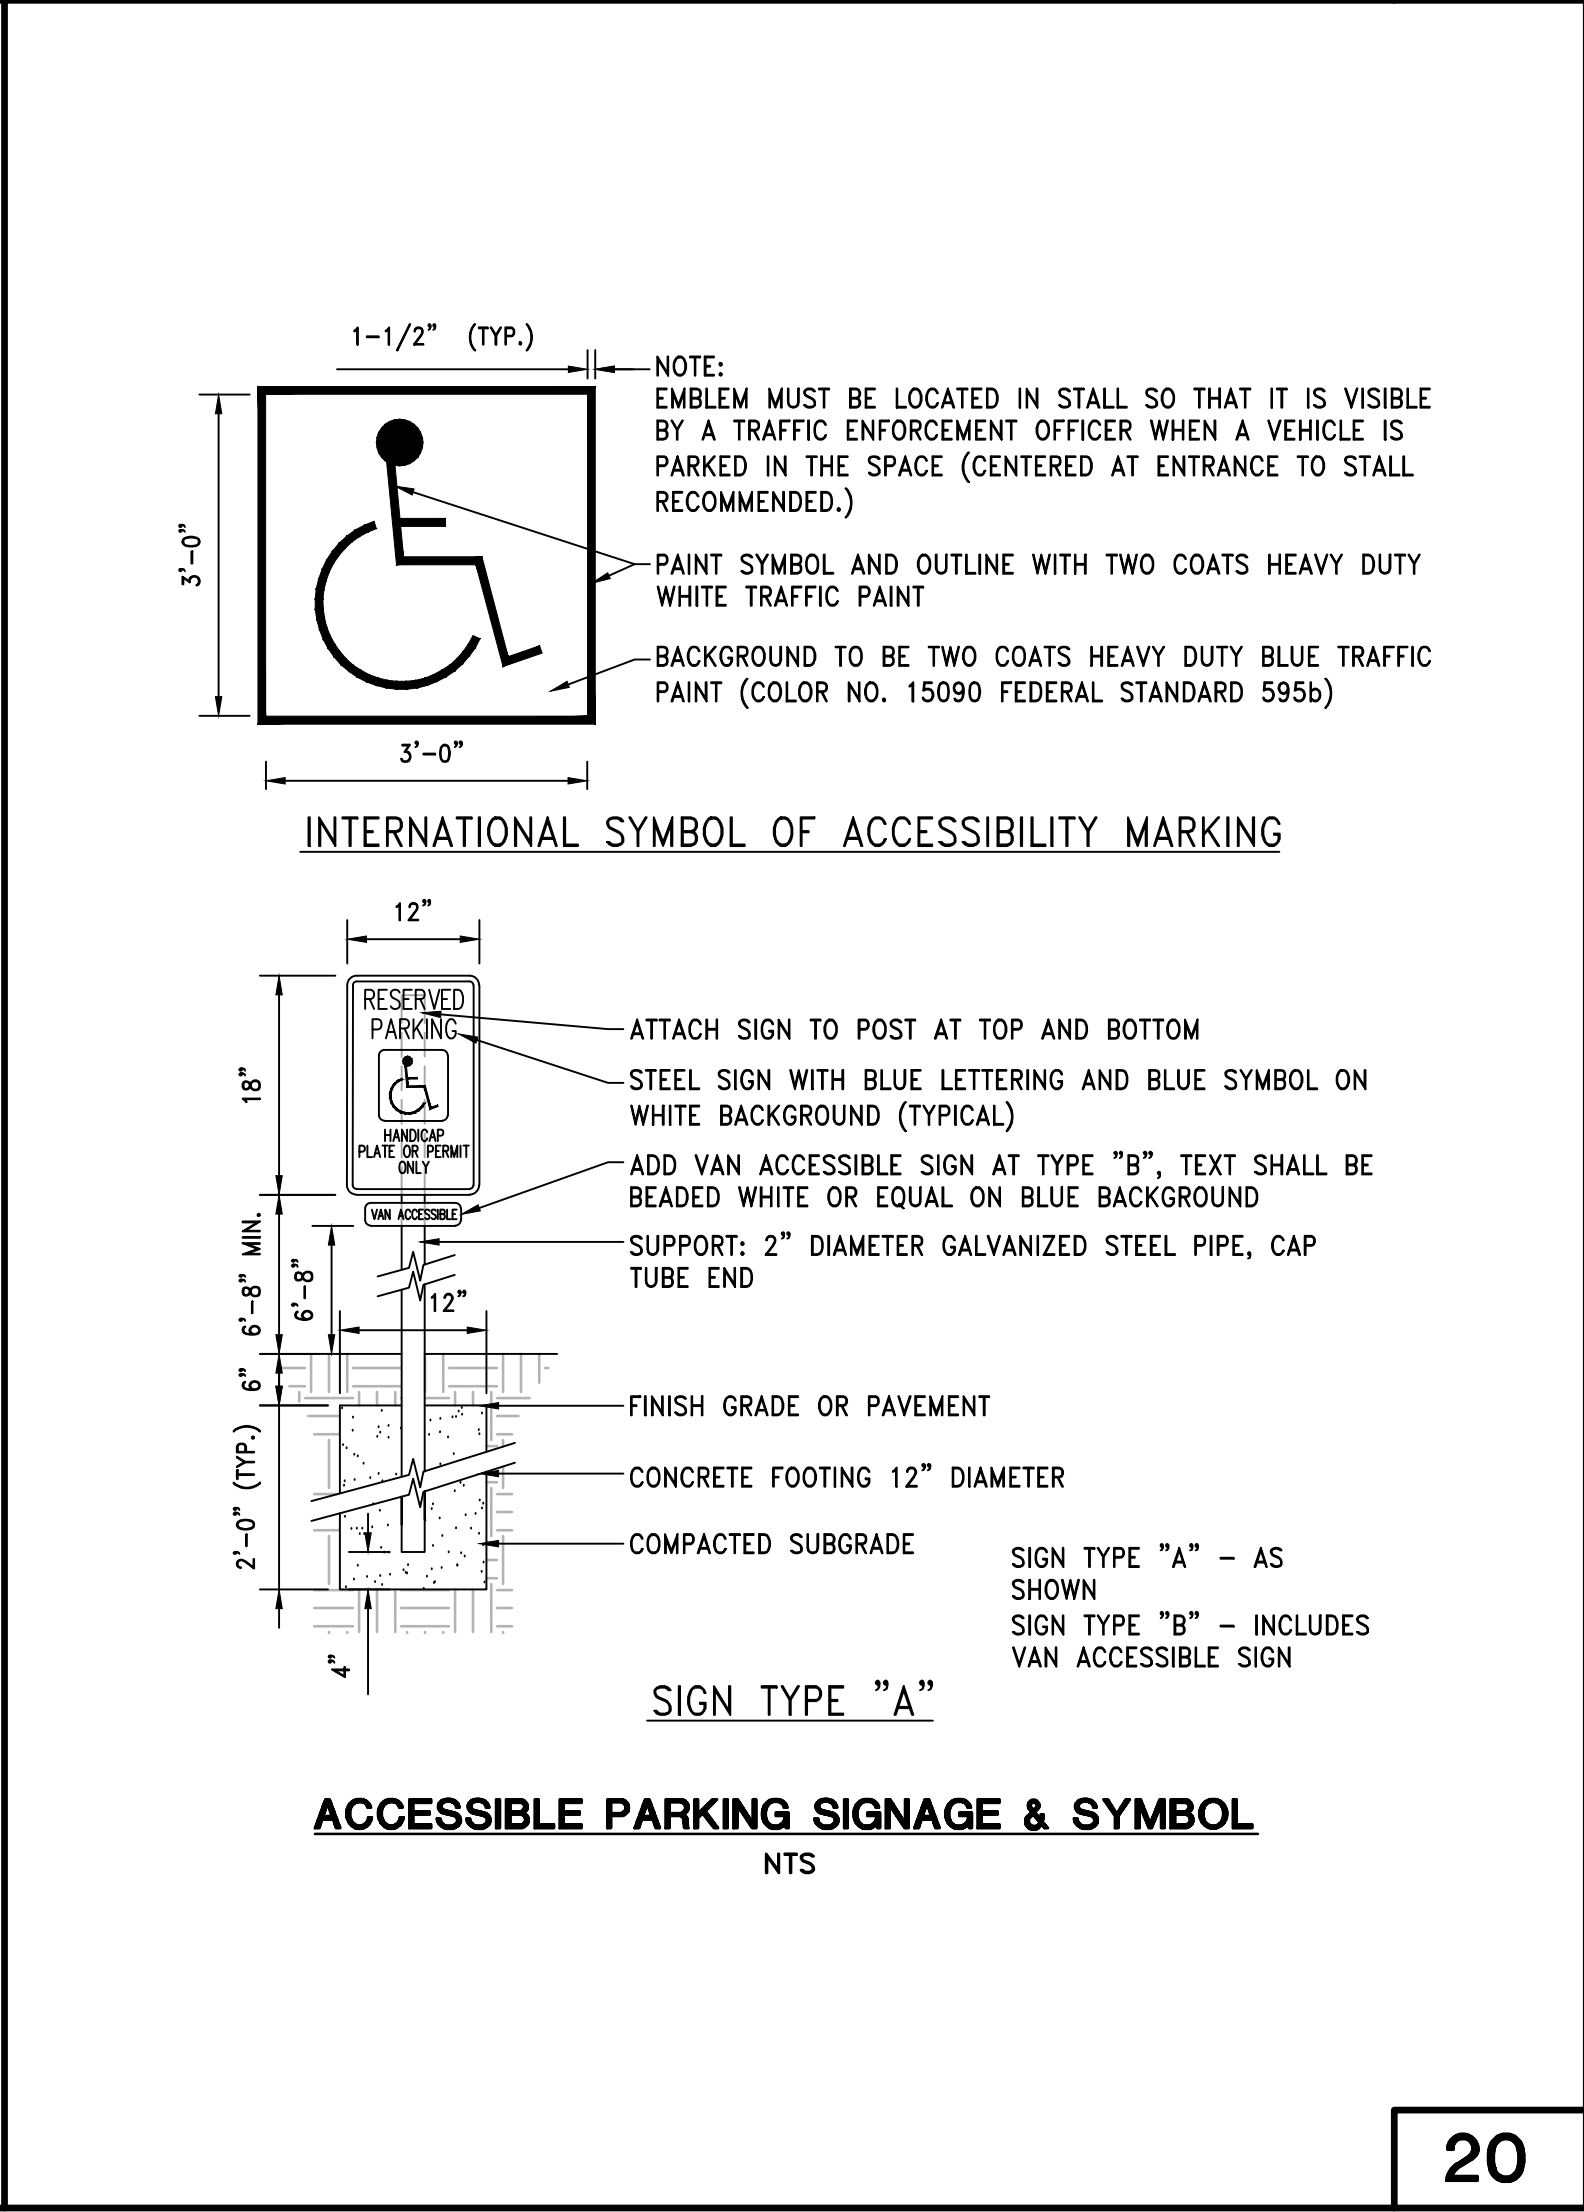 1-1/2” (TYP.)
NOTE:
EMBLEM MUST BE LOCATED IN STALL SO THAT IT IS VISIBLE
BY A TRAFFIC ENFORCEMENT OFFICER WHEN A VEHICLE IS
PARKED IN THE SPACE (CENTERED AT ENTRANCE TO STALL
RECOMMENDED.)
3’-0”
PAINT SYMBOL AND OUTLINE WITH TWO COATS HEAVY DUTY
WHITE TRAFFIC PAINT
BACKGROUND TO BE TWO COATS HEAVY DUTY BLUE TRAFFIC
PAINT (COLOR NO. 15090 FEDERAL STANDARD 595b)
3’-0”
INTERNATIONAL SYMBOL OF ACCESSIBILITY MARKING
12”
18”
RESERVED
PARKING
HANDICAP
PLATE OR PERMIT
ONLY
VAN ACCESSIBLE
ATTACH SIGN TO POST AT TOP AND BOTTOM
STEEL SIGN WITH BLUE LETTERING AND BLUE SYMBOL ON
WHITE BACKGROUND (TYPICAL)
ADD VAN ACCESSIBLE SIGN AT TYPE ”B”, TEXT SHALL BE
BEADED WHITE OR EQUAL ON BLUE BACKGROUND
SUPPORT: 2” DIAMETER GALVANIZED STEEL PIPE, CAP
TUBE END
6’-8” MIN.
6’-8”
12”
6”
FINISH GRADE OR PAVEMENT
2’-0” (TYP.)
CONCRETE FOOTING 12” DIAMETER
COMPACTED SUBGRADE
4”
SIGN TYPE ”A” - AS
SHOWN
SIGN TYPE ”B” - INCLUDES
VAN ACCESSIBLE SIGN
SIGN TYPE ”A”
ACCESSIBLE PARKING SIGNAGE & SYMBOL
NTS
20